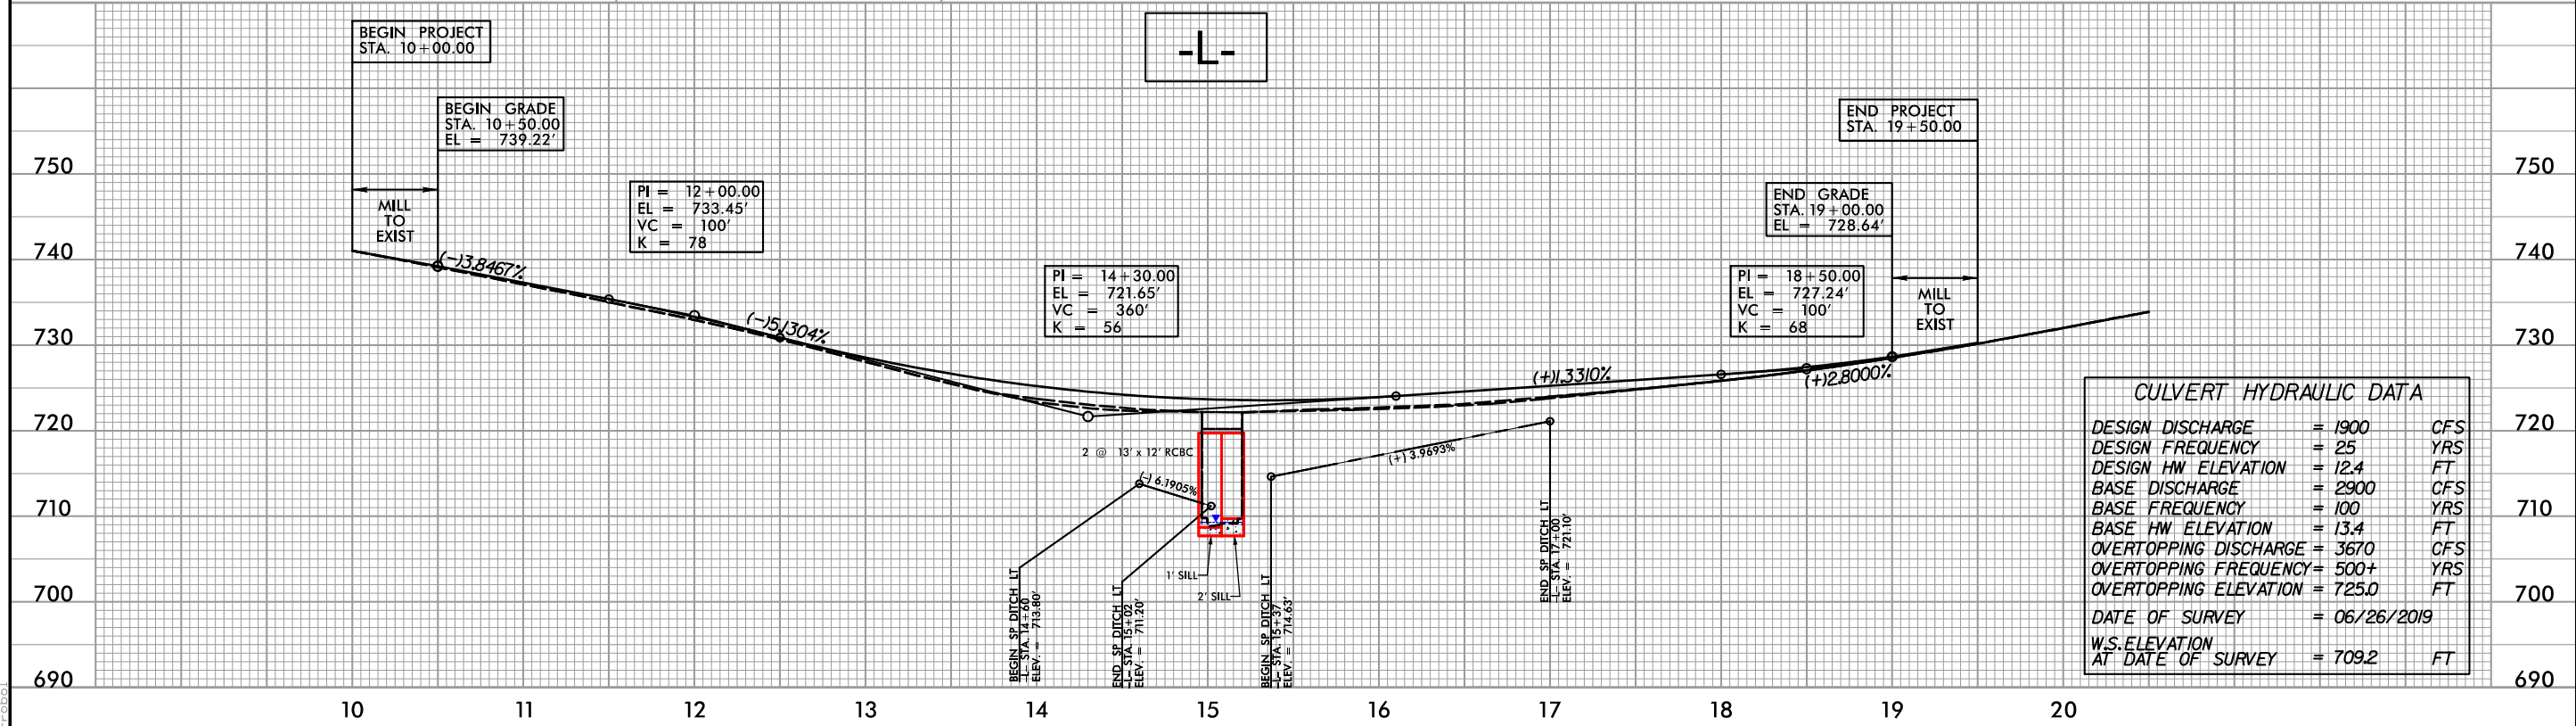 -L-
BEGIN PROJECT
STA. 10+00.00
BEGIN GRADE
STA. 10+50.00
EL = 739.22'
MILL
TO
EXIST
PI = 12+00.00
EL = 733.45'
VC = 100'
K = 78
PI = 14+30.00
EL = 721.65'
VC = 360'
K = 56
PI = 18+50.00
EL = 727.24'
VC = 100'
K = 68
END GRADE
STA. 19+00.00
EL = 728.64'
END PROJECT
STA. 19+50.00
MILL
TO
EXIST
(-)3.8467%
(-)5.1304%
(+)1.3310%
(+)2.8000%
2 @ 13' x 12' RCBC
(-) 6.1905%
(+) 3.9693%
1' SILL
2' SILL
BEGIN SP DITCH LT
-L- STA. 14+60
ELEV. = 713.80'
END SP DITCH LT
-L- STA. 15+02
ELEV. = 711.20'
BEGIN SP DITCH LT
-L- STA. 15+37
ELEV. = 714.63'
END SP DITCH LT
-L- STA. 17+00
ELEV. = 721.10'
CULVERT HYDRAULIC DATA
DESIGN DISCHARGE = 1900 CFS
DESIGN FREQUENCY = 25 YRS
DESIGN HW ELEVATION = 12.4 FT
BASE DISCHARGE = 2900 CFS
BASE FREQUENCY = 100 YRS
BASE HW ELEVATION = 13.4 FT
OVERTOPPING DISCHARGE = 3670 CFS
OVERTOPPING FREQUENCY = 500+ YRS
OVERTOPPING ELEVATION = 725.0 FT
DATE OF SURVEY = 06/26/2019
W.S.ELEVATION
AT DATE OF SURVEY = 709.2 FT
750 750
740 740
730 730
720 720
710 710
700 700
690 690
10 11 12 13 14 15 16 17 18 19 20